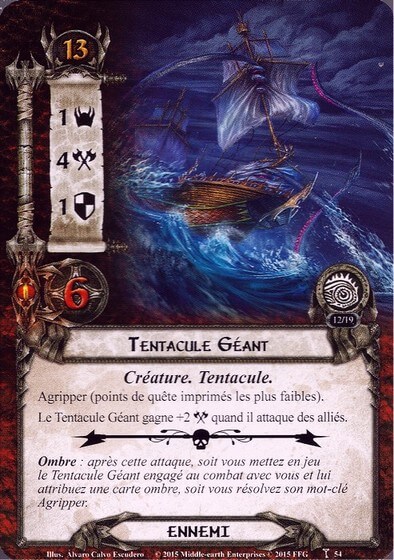 13
1
4
1
6
12/19
Tentacule Géant
Créature. Tentacule.
Agripper (points de quête imprimés les plus faibles).
Le Tentacule Géant gagne +2 quand il attaque des alliés.
Ombre : après cette attaque, soit vous mettez en jeu
le Tentacule Géant engagé au combat avec vous et lui
attribuez une carte ombre, soit vous résolvez son mot-clé
Agripper.
ENNEMI
Illus. Álvaro Calvo Escudero © 2015 Middle-earth Enterprises © 2015 FFG 54